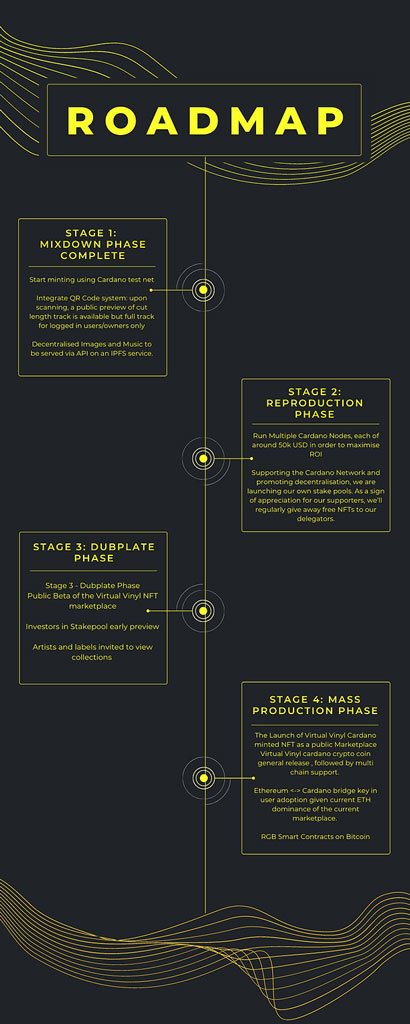 ROADMAP
STAGE 1:
MIXDOWN PHASE
COMPLETE
Start minting using Cardano test net
Integrate QR Code system: upon
scanning, a public preview of cut
length track is available but full track
for logged in users/owners only
Decentralised Images and Music to
be served via API on an IPFS service.
STAGE 2:
REPRODUCTION
PHASE
Run Multiple Cardano Nodes, each of
around 50k USD in order to maximise
ROI
Supporting the Cardano Network and
promoting decentralisation, we are
launching our own stake pools. As a sign
of appreciation for our supporters, we'll
regularly give away free NFTs to our
delegators.
STAGE 3: DUBPLATE
PHASE
Stage 3 - Dubplate Phase
Public Beta of the Virtual Vinyl NFT
marketplace
Investors in Stakepool early preview
Artists and labels invited to view
collections
STAGE 4: MASS
PRODUCTION PHASE
The Launch of Virtual Vinyl Cardano
minted NFT as a public Marketplace
Virtual Vinyl cardano crypto coin
general release , followed by multi
chain support.
Ethereum <-> Cardano bridge key in
user adoption given current ETH
dominance of the current
marketplace.
RGB Smart Contracts on Bitcoin